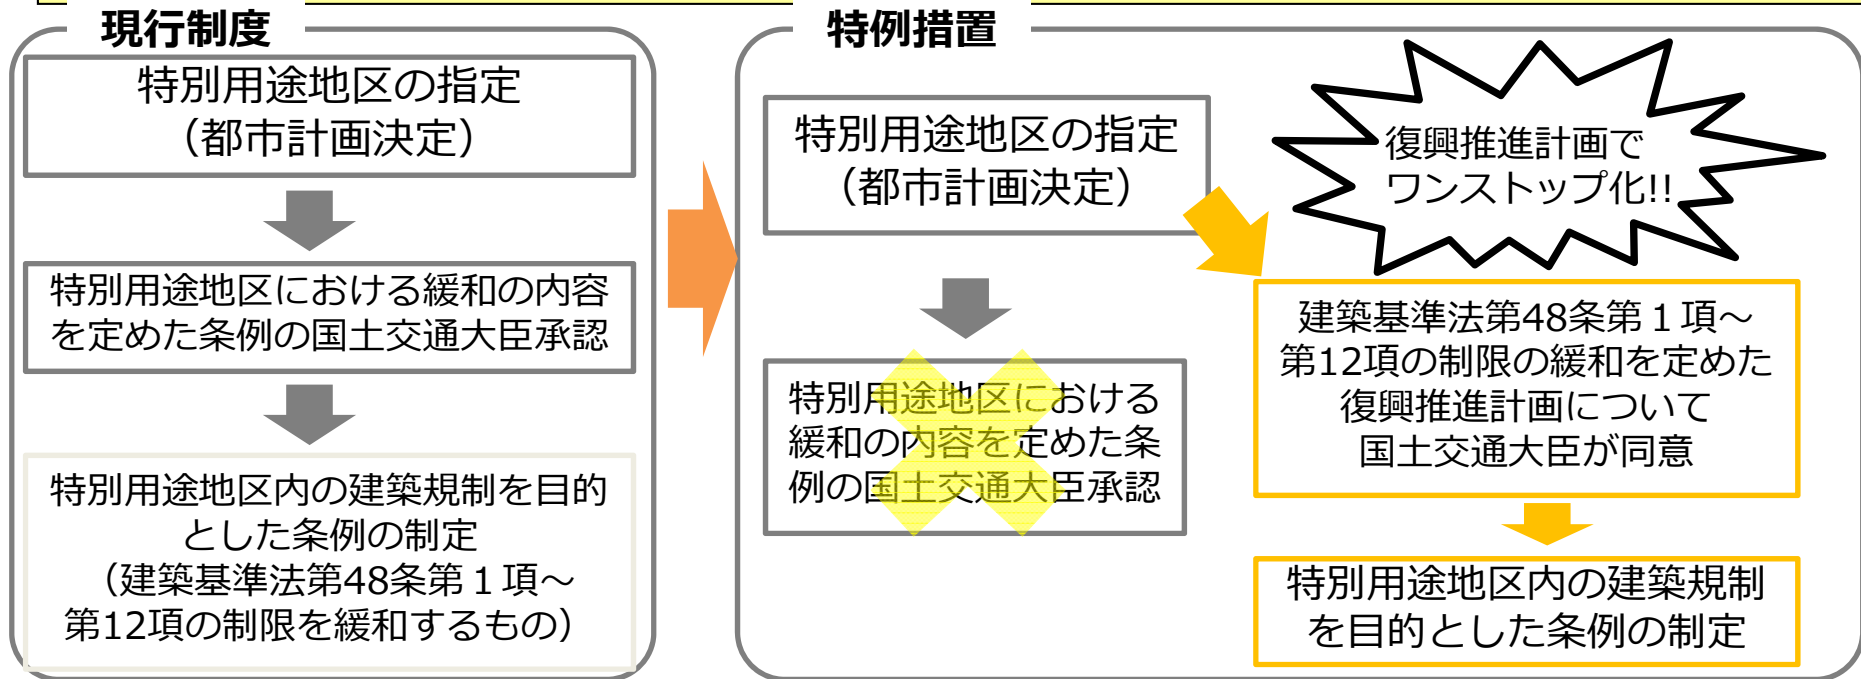 現行制度
特別用途地区の指定
（都市計画決定）
特別用途地区における緩和の内容
を定めた条例の国土交通大臣承認
特別用途地区内の建築規制を目的
とした条例の制定
（建築基準法第48条第１項～
第12項の制限を緩和するもの）
特例措置
特別用途地区の指定
（都市計画決定）
特別用途地区における
緩和の内容を定めた条
例の国土交通大臣承認
復興推進計画で
ワンストップ化!!
建築基準法第48条第１項～
第12項の制限の緩和を定めた
復興推進計画について
国土交通大臣が同意
特別用途地区内の建築規制
を目的とした条例の制定